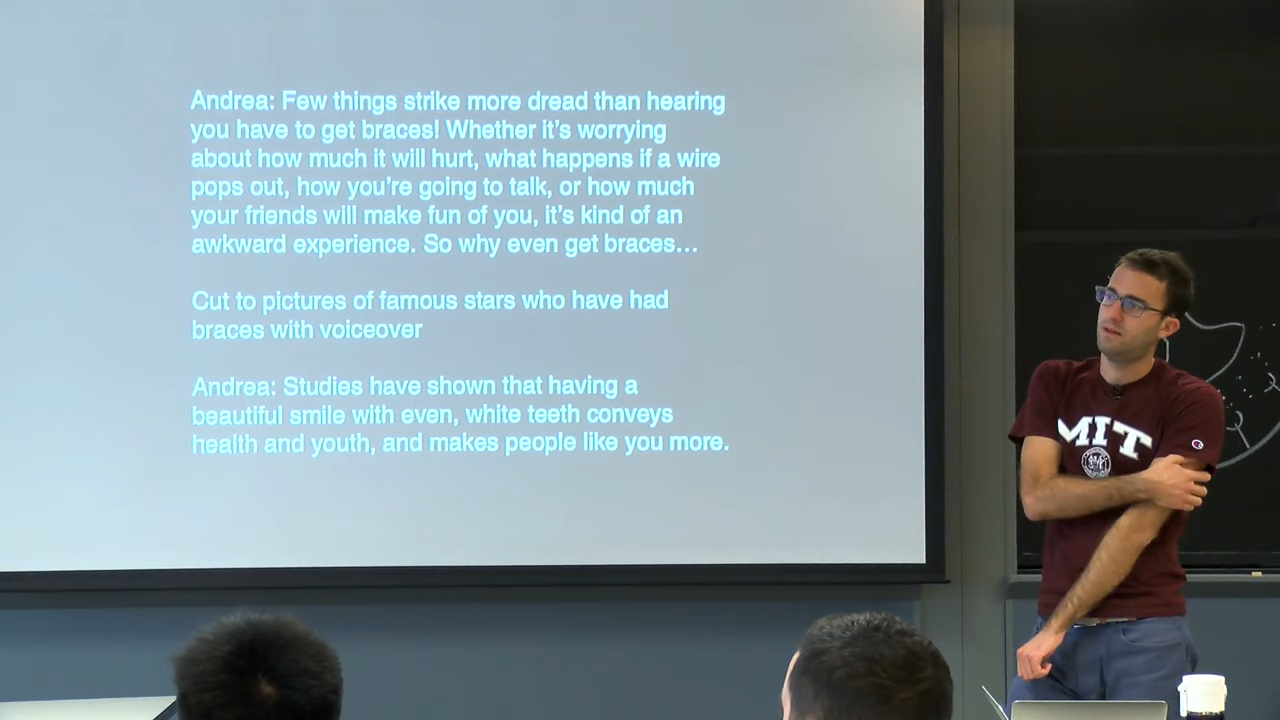 Andrea: Few things strike more dread than hearing
you have to get braces! Whether it’s worrying
about how much it will hurt, what happens if a wire
pops out, how you’re going to talk, or how much
your friends will make fun of you, it’s kind of an
awkward experience. So why even get braces…
Cut to pictures of famous stars who have had
braces with voiceover
Andrea: Studies have shown that having a
beautiful smile with even, white teeth conveys
health and youth, and makes people like you more.
MIT